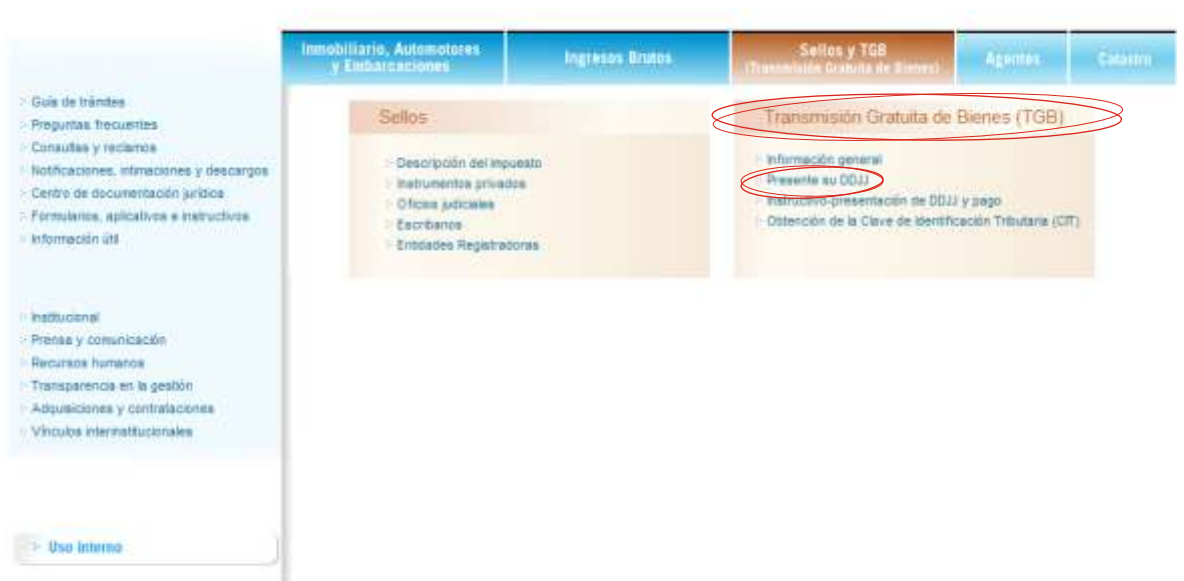 Inmobiliario, Automotores
y Embarcaciones
Ingresos Brutos
Sellos y TGB
(Transmisión Gratuita de Bienes)
Agentes
Catastro
Guía de trámites
Preguntas frecuentes
Consultas y reclamos
Notificaciones, intimaciones y descargos
Centro de documentación jurídica
Formularios, aplicativos e instructivos
Información útil
Institucional
Prensa y comunicación
Recursos humanos
Transparencia en la gestión
Adquisiciones y contrataciones
Vínculos interinstitucionales
Uso Interno
Sellos
Descripción del impuesto
Instrumentos privados
Oficios judiciales
Escribanos
Entidades Registradoras
Transmisión Gratuita de Bienes (TGB)
Información general
Presente su DDJJ
Instructivo-presentación de DDJJ y pago
Obtención de la Clave de Identificación Tributaria (CIT)